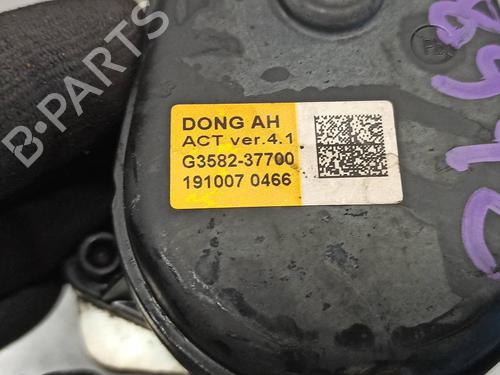 DONG AH
ACT ver.4.1
G3582-37700
191007 0466
B-PARTS